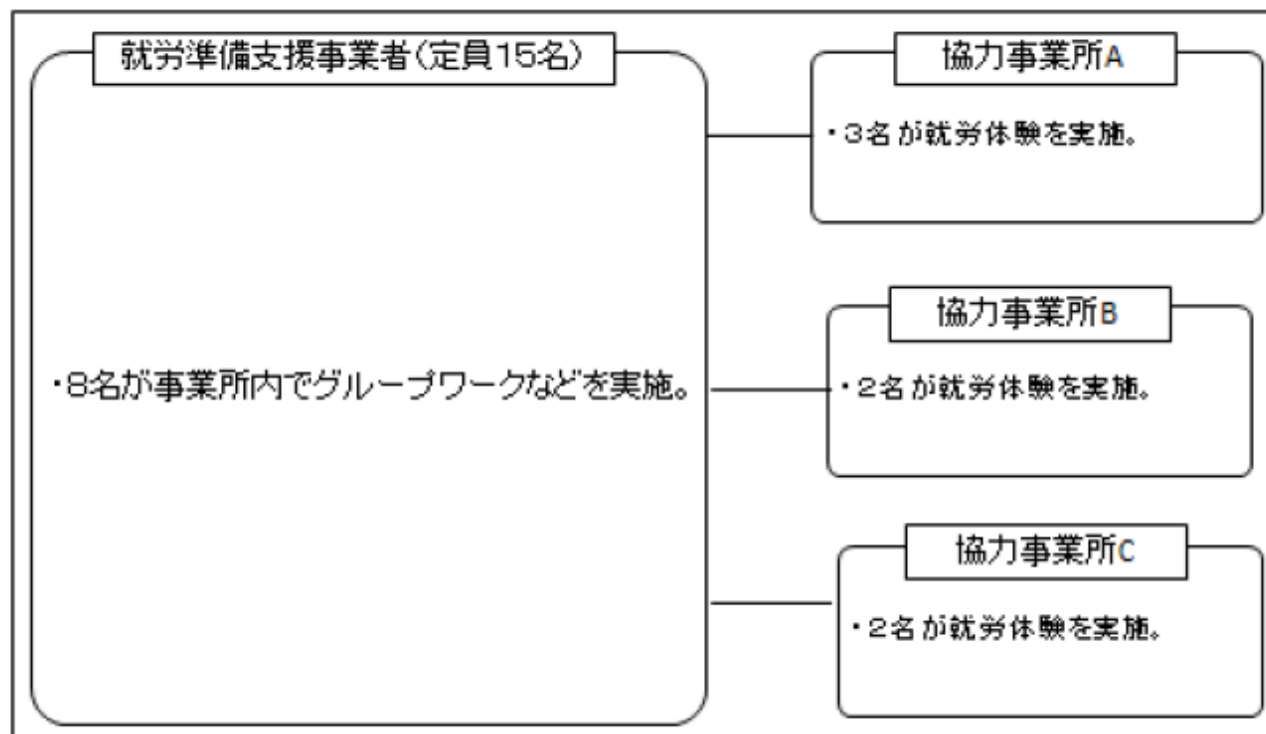 就労準備支援事業者(定員15名)
・8名が事業所内でグループワークなどを実施。
協力事業所A
・3名が就労体験を実施。
協力事業所B
・2名が就労体験を実施。
協力事業所C
・2名が就労体験を実施。